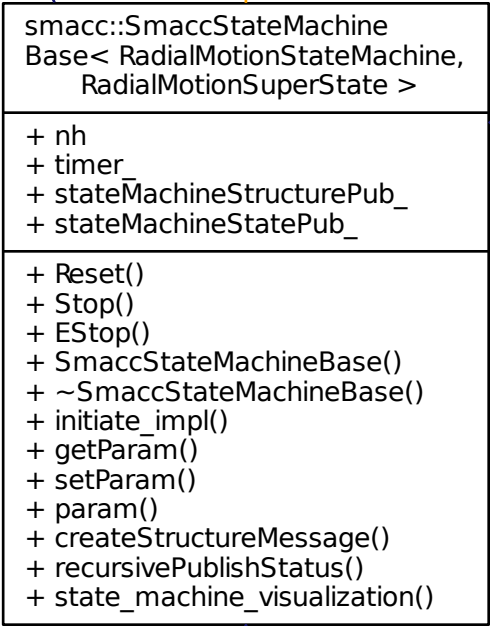 smacc::SmaccStateMachine
Base< RadialMotionStateMachine,
RadialMotionSuperState >
+ nh
+ timer_
+ stateMachineStructurePub_
+ stateMachineStatePub_
+ Reset()
+ Stop()
+ EStop()
+ SmaccStateMachineBase()
+ ~SmaccStateMachineBase()
+ initiate_impl()
+ getParam()
+ setParam()
+ param()
+ createStructureMessage()
+ recursivePublishStatus()
+ state_machine_visualization()